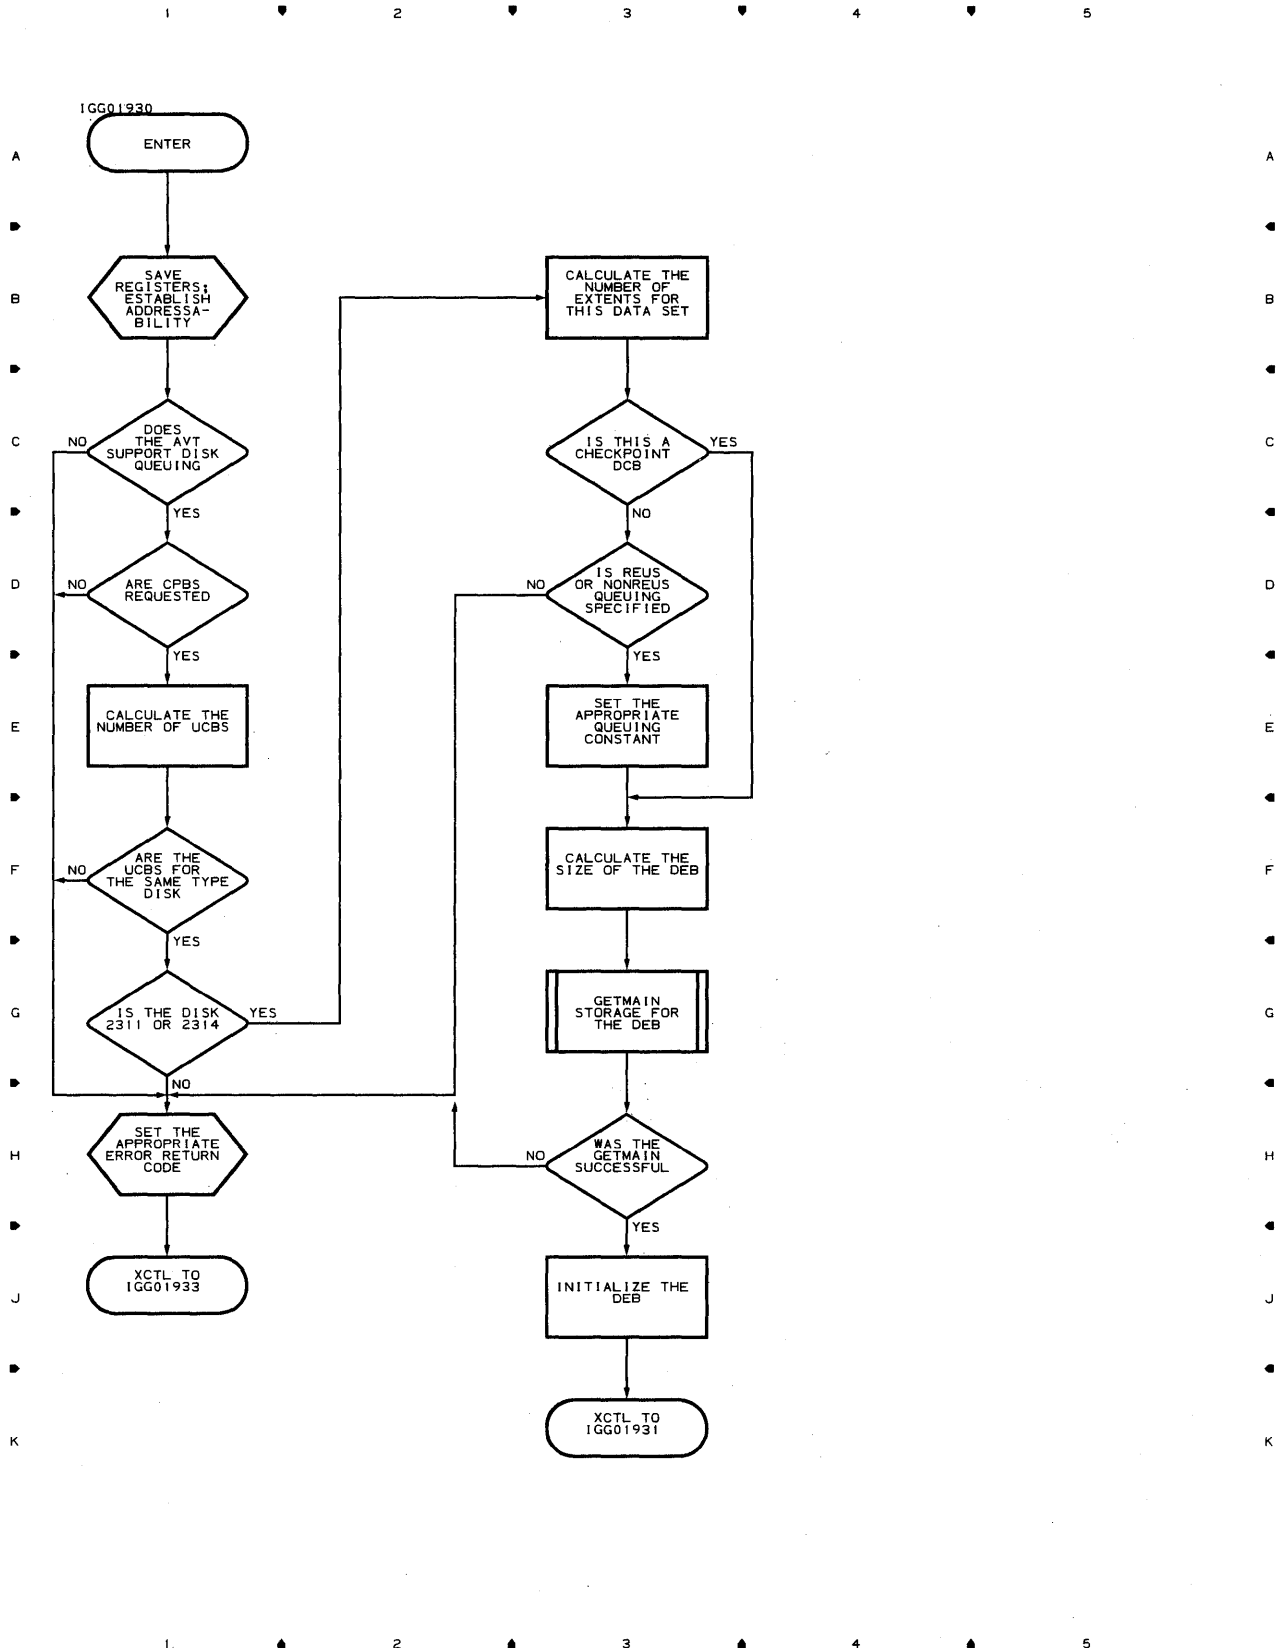 1 2 3 4 5
IGG01930
ENTER
A A
SAVE
REGISTERS;
ESTABLISH
ADDRESSA-
BILITY
CALCULATE THE
NUMBER OF
EXTENTS FOR
THIS DATA SET
B B
DOES
THE AVT
SUPPORT DISK
QUEUING
NO
YES
IS THIS A
CHECKPOINT
DCB
YES
NO
C C
ARE CPBS
REQUESTED
NO
YES
IS REUS
OR NONREUS
QUEUING
SPECIFIED
NO
YES
D D
CALCULATE THE
NUMBER OF UCBS
SET THE
APPROPRIATE
QUEUING
CONSTANT
E E
ARE THE
UCBS FOR
THE SAME TYPE
DISK
NO
YES
CALCULATE THE
SIZE OF THE DEB
F F
IS THE DISK
2311 OR 2314
YES
NO
GETMAIN
STORAGE FOR
THE DEB
G G
SET THE
APPROPRIATE
ERROR RETURN
CODE
WAS THE
GETMAIN
SUCCESSFUL
NO
YES
H H
XCTL TO
IGG01933
INITIALIZE THE
DEB
J J
XCTL TO
IGG01931
K K
1 2 3 4 5